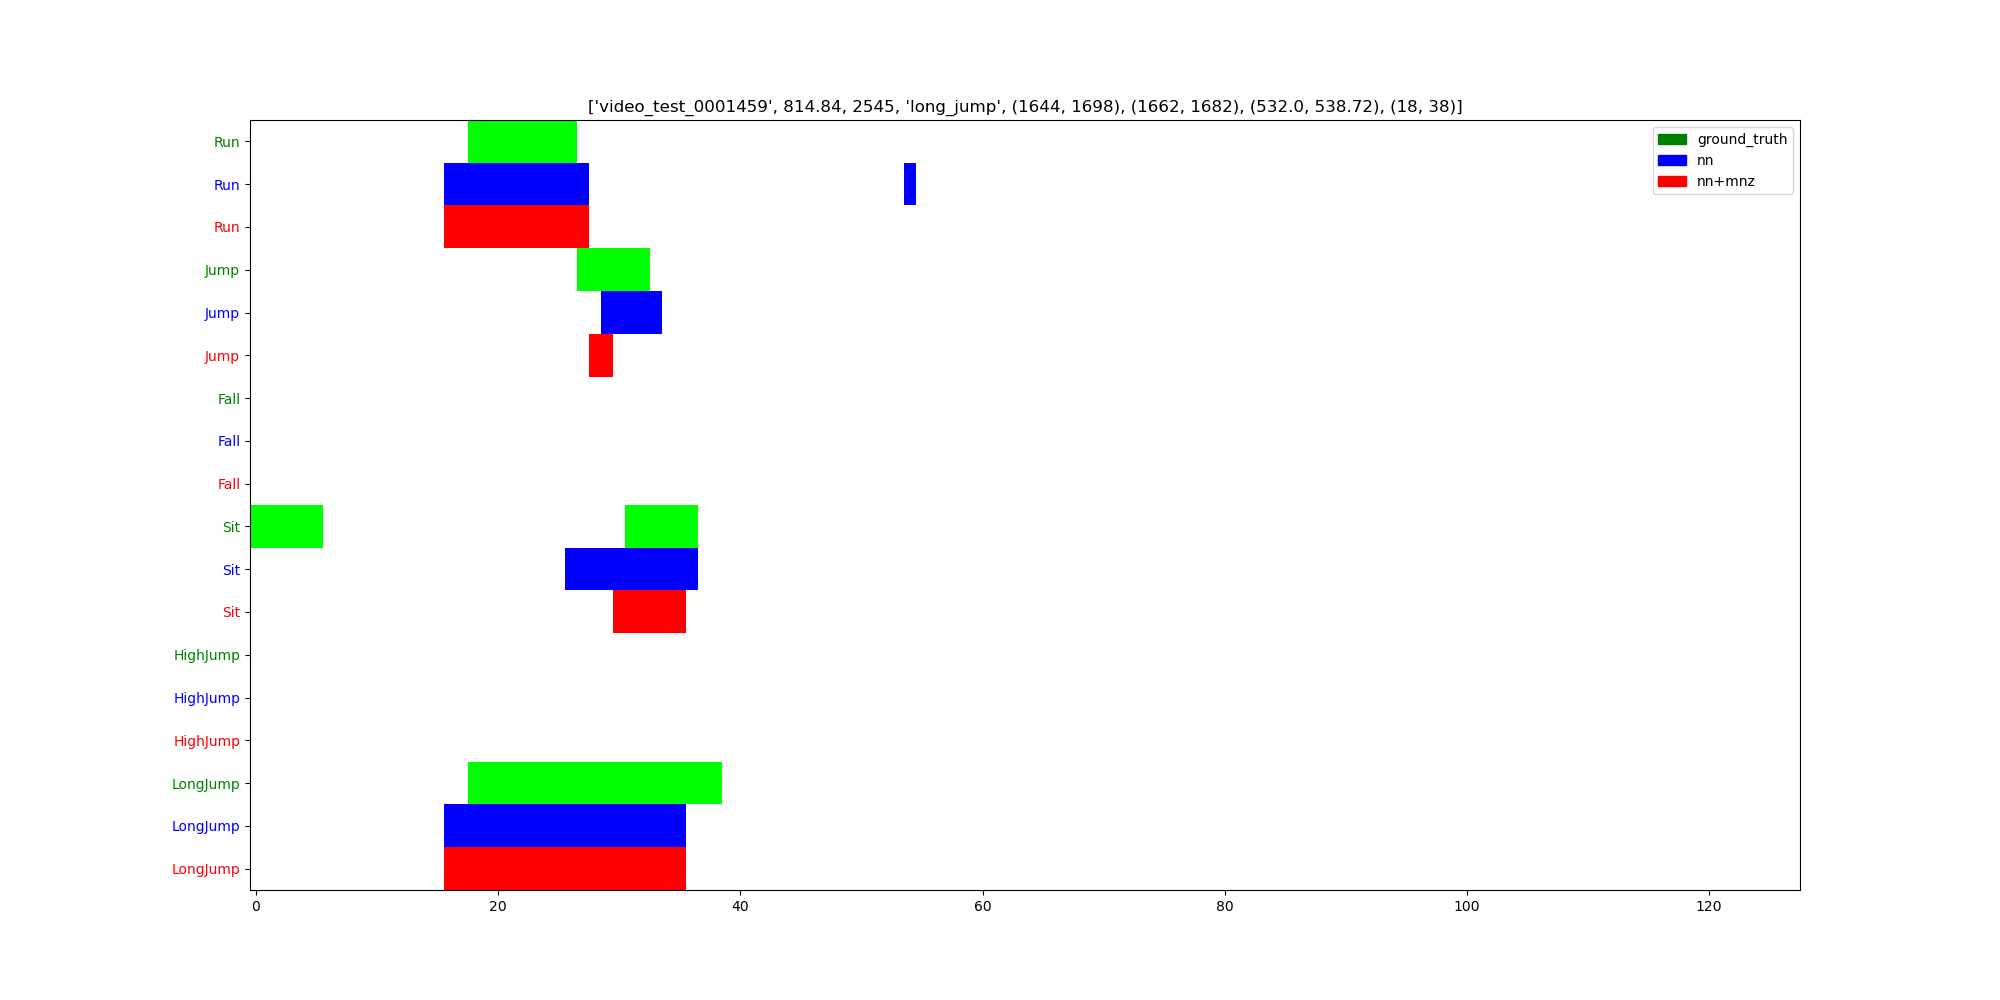 ['video_test_0001459', 814.84, 2545, 'long_jump', (1644, 1698), (1662, 1682), (532.0, 538.72), (18, 38)]
ground_truth
nn
nn+mnz
Run
Run
Run
Jump
Jump
Jump
Fall
Fall
Fall
Sit
Sit
Sit
HighJump
HighJump
HighJump
LongJump
LongJump
LongJump
0 20 40 60 80 100 120